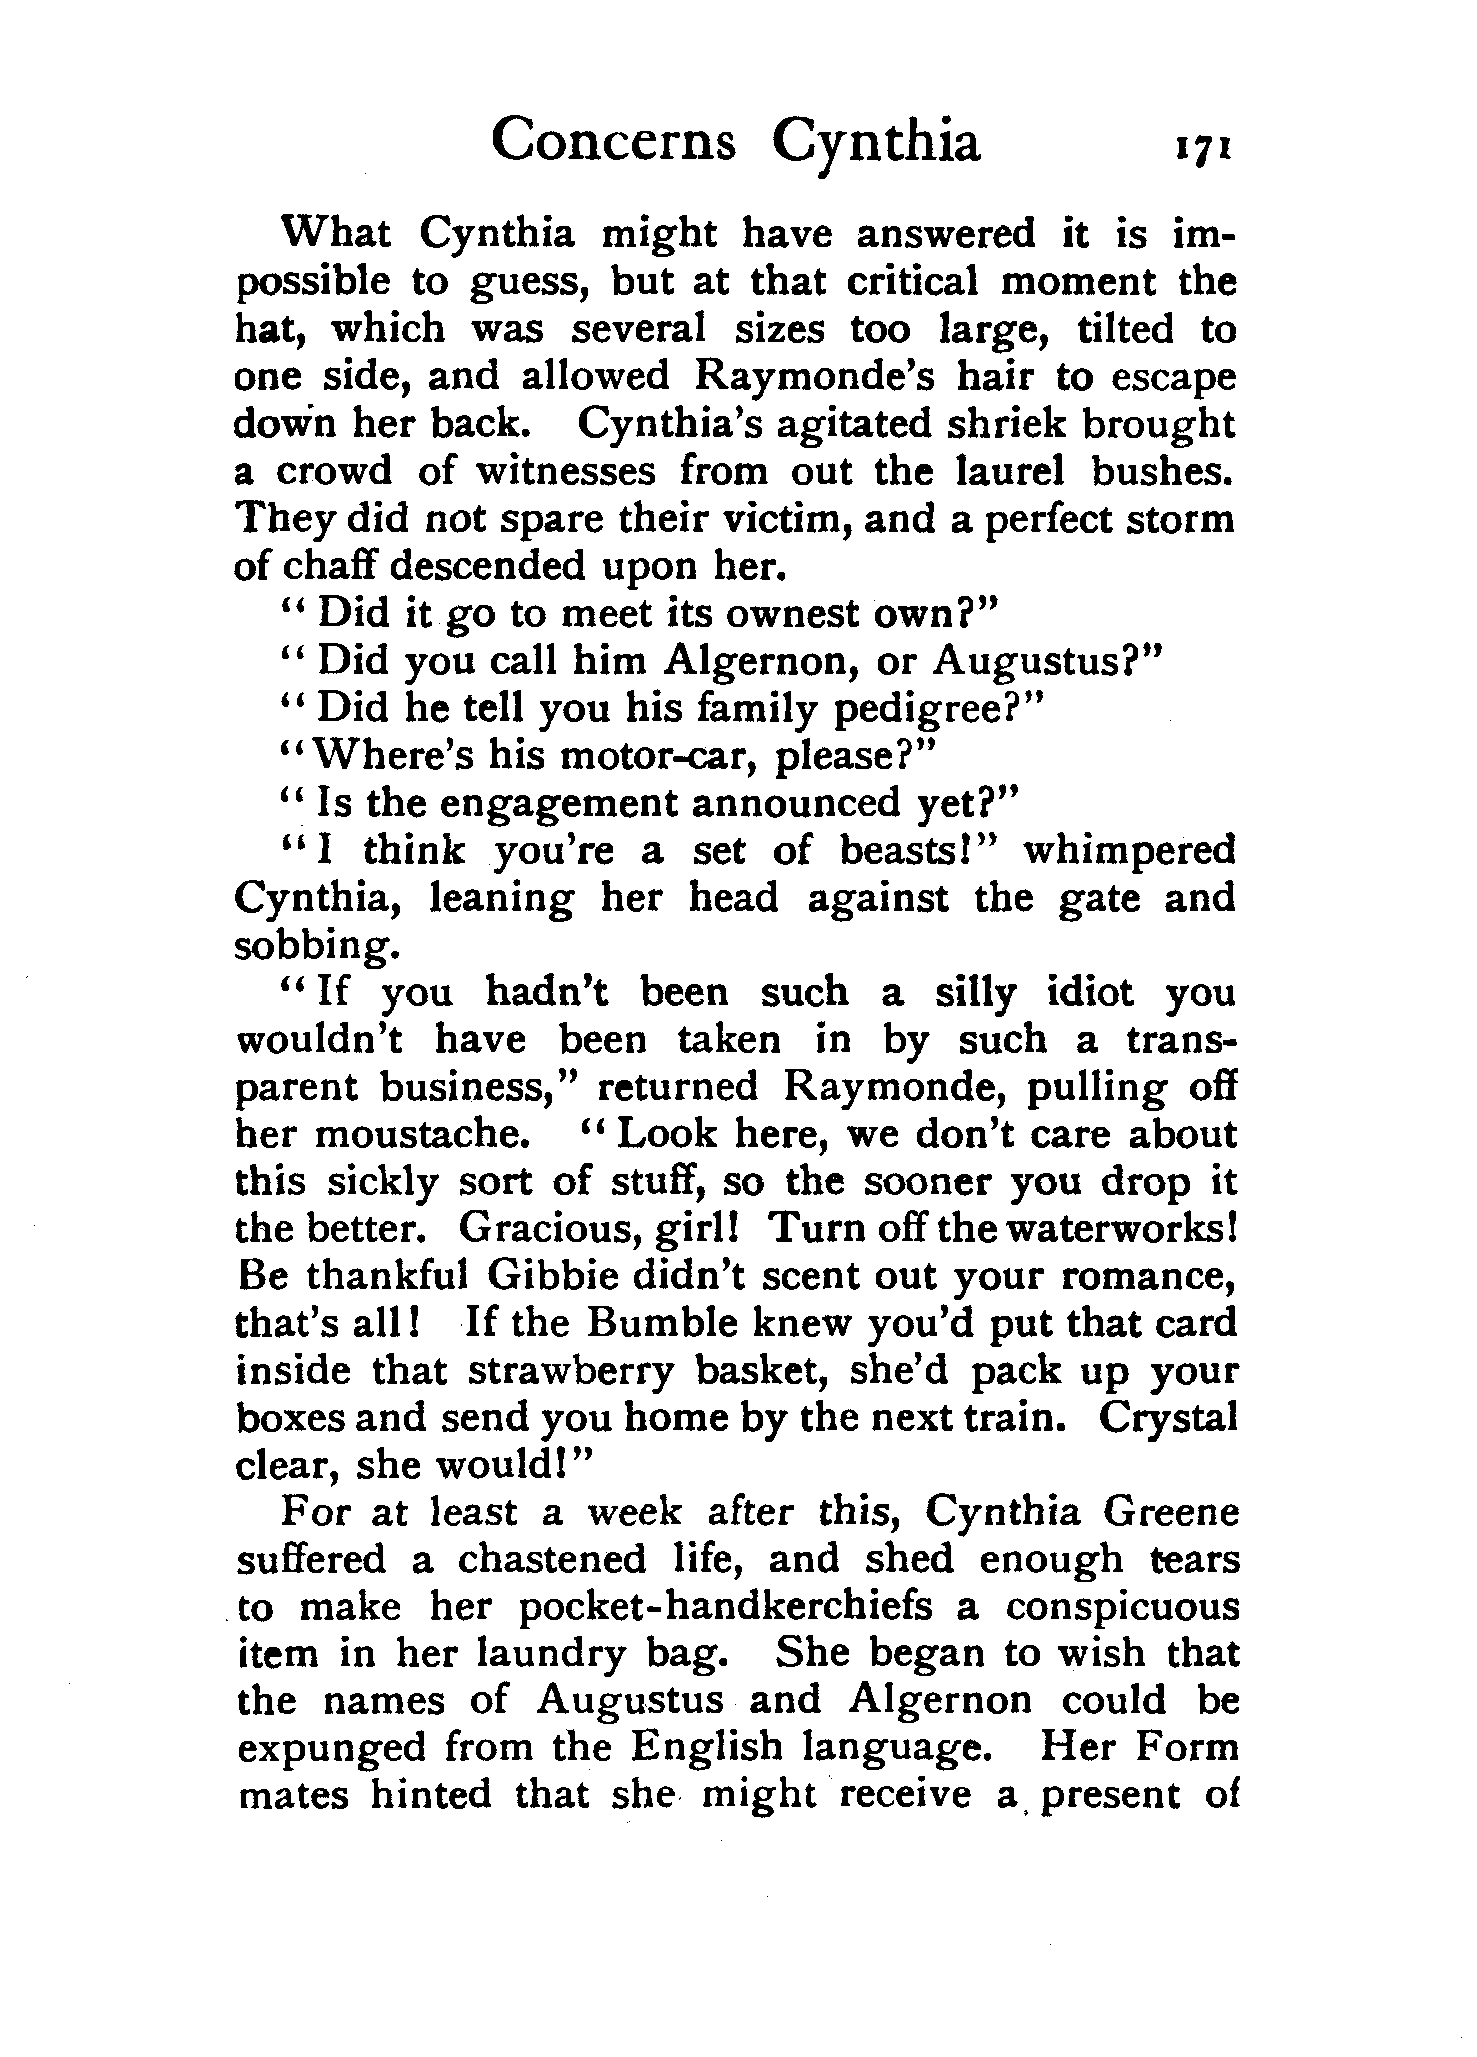 Concerns Cynthia 171
What Cynthia might have answered it is im-
possible to guess, but at that critical moment the
hat, which was several sizes too large, tilted to
one side, and allowed Raymonde's hair to escape
down her back. Cynthia's agitated shriek brought
a crowd of witnesses from out the laurel bushes.
They did not spare their victim, and a perfect storm
of chaff descended upon her.
"Did it go to meet its ownest own?"
"Did you call him Algernon, or Augustus?"
"Did he tell you his family pedigree?"
"Where's his motor-car, please?"
"Is the engagement announced yet?"
"I think you're a set of beasts!" whimpered
Cynthia, leaning her head against the gate and
sobbing.
"If you hadn't been such a silly idiot you
wouldn't have been taken in by such a trans-
parent business," returned Raymonde, pulling off
her moustache. "Look here, we don't care about
this sickly sort of stuff, so the sooner you drop it
the better. Gracious, girl! Turn off the waterworks!
Be thankful Gibbie didn't scent out your romance,
that's all! If the Bumble knew you'd put that card
inside that strawberry basket, she'd pack up your
boxes and send you home by the next train. Crystal
clear, she would!"
For at least a week after this, Cynthia Greene
suffered a chastened life, and shed enough tears
to make her pocket-handkerchiefs a conspicuous
item in her laundry bag. She began to wish that
the names of Augustus and Algernon could be
expunged from the English language. Her Form
mates hinted that she might receive a present of